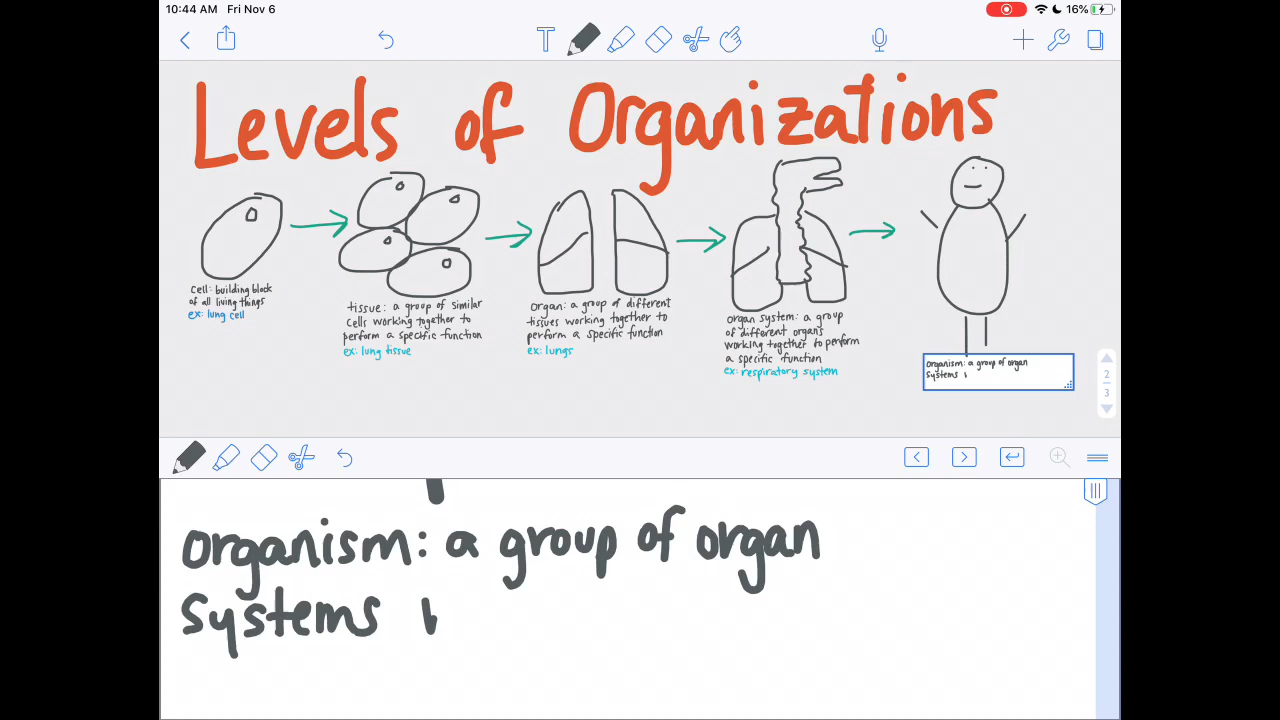 10:44 AM Fri Nov 6
16%
T
Levels of Organizations
Cell: building block
of all living things
ex: lung cell
tissue: a group of similar
Cells working together to
perform a specific function
ex: lung tissue
Organ: a group of different
tissues working together to
perform a specific function
ex: lungs
Organ system: a group
of different organs
working together to perform
a specific function
ex: respiratory system
Organism: a group of organ
Systems
2
3
Organism: a group of organ
Systems